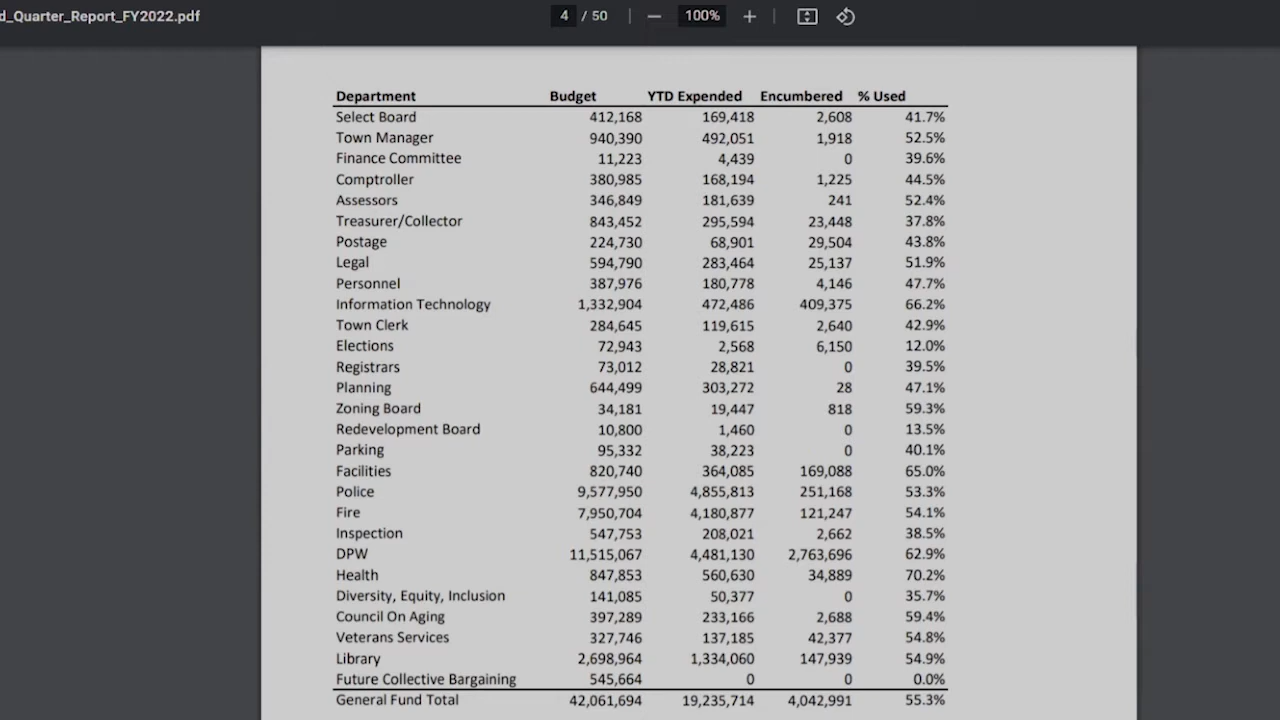 d_Quarter_Report_FY2022.pdf 4 / 50 100%
Department Budget YTD Expended Encumbered % Used
Select Board 412,168 169,418 2,608 41.7%
Town Manager 940,390 492,051 1,918 52.5%
Finance Committee 11,223 4,439 0 39.6%
Comptroller 380,985 168,194 1,225 44.5%
Assessors 346,849 181,639 241 52.4%
Treasurer/Collector 843,452 295,594 23,448 37.8%
Postage 224,730 68,901 29,504 43.8%
Legal 594,790 283,464 25,137 51.9%
Personnel 387,976 180,778 4,146 47.7%
Information Technology 1,332,904 472,486 409,375 66.2%
Town Clerk 284,645 119,615 2,640 42.9%
Elections 72,943 2,568 6,150 12.0%
Registrars 73,012 28,821 0 39.5%
Planning 644,499 303,272 28 47.1%
Zoning Board 34,181 19,447 818 59.3%
Redevelopment Board 10,800 1,460 0 13.5%
Parking 95,332 38,223 0 40.1%
Facilities 820,740 364,085 169,088 65.0%
Police 9,577,950 4,855,813 251,168 53.3%
Fire 7,950,704 4,180,877 121,247 54.1%
Inspection 547,753 208,021 2,662 38.5%
DPW 11,515,067 4,481,130 2,763,696 62.9%
Health 847,853 560,630 34,889 70.2%
Diversity, Equity, Inclusion 141,085 50,377 0 35.7%
Council On Aging 397,289 233,166 2,688 59.4%
Veterans Services 327,746 137,185 42,377 54.8%
Library 2,698,964 1,334,060 147,939 54.9%
Future Collective Bargaining 545,664 0 0 0.0%
General Fund Total 42,061,694 19,235,714 4,042,991 55.3%